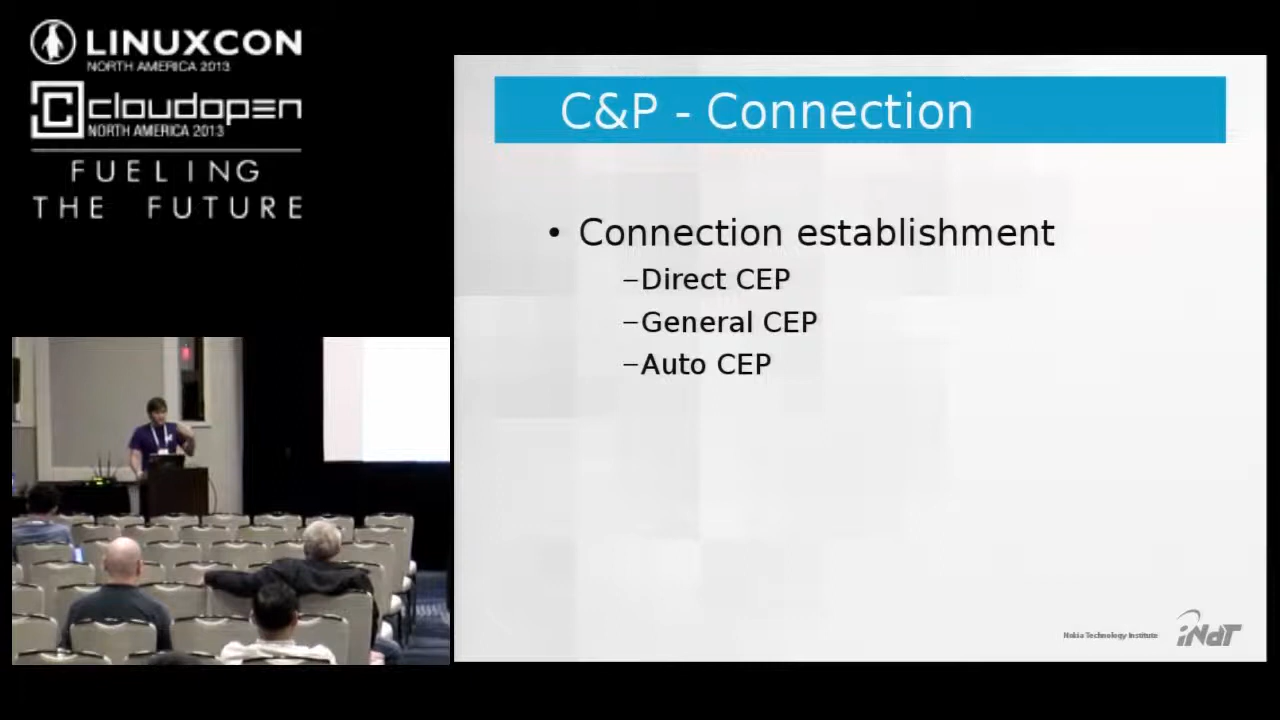 LINUXCON
NORTH AMERICA 2013
cloudopen
NORTH AMERICA 2013
FUELING
THE FUTURE
C&P - Connection
• Connection establishment
–Direct CEP
–General CEP
–Auto CEP
Nokia Technology Institute
iNdT